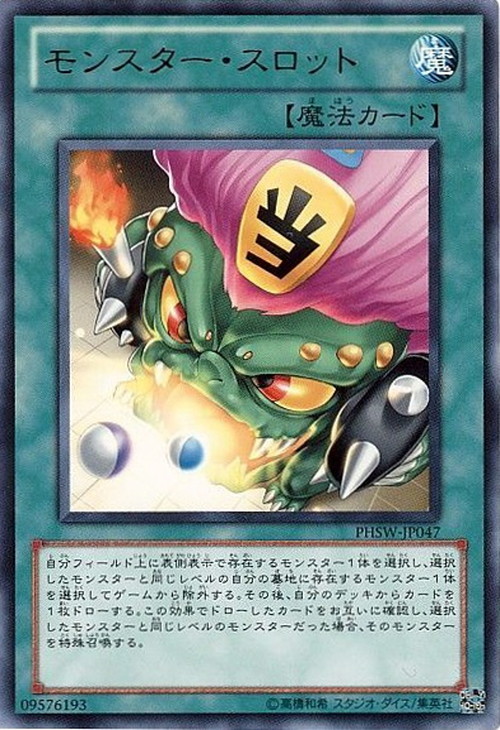 モンスター・スロット
魔
【魔法カード】
当
PHSW-JP047
自分フィールド上に表側表示で存在するモンスター1体を選択し、選択
したモンスターと同じレベルの自分の墓地に存在するモンスター1体
を選択してゲームから除外する。その後、自分のデッキからカードを
1枚ドローする。この効果でドローしたカードをお互いに確認し、選択
したモンスターと同じレベルのモンスターだった場合、そのモンスター
を特殊召喚する。
09576193
©高橋和希 スタジオ・ダイス/集英社